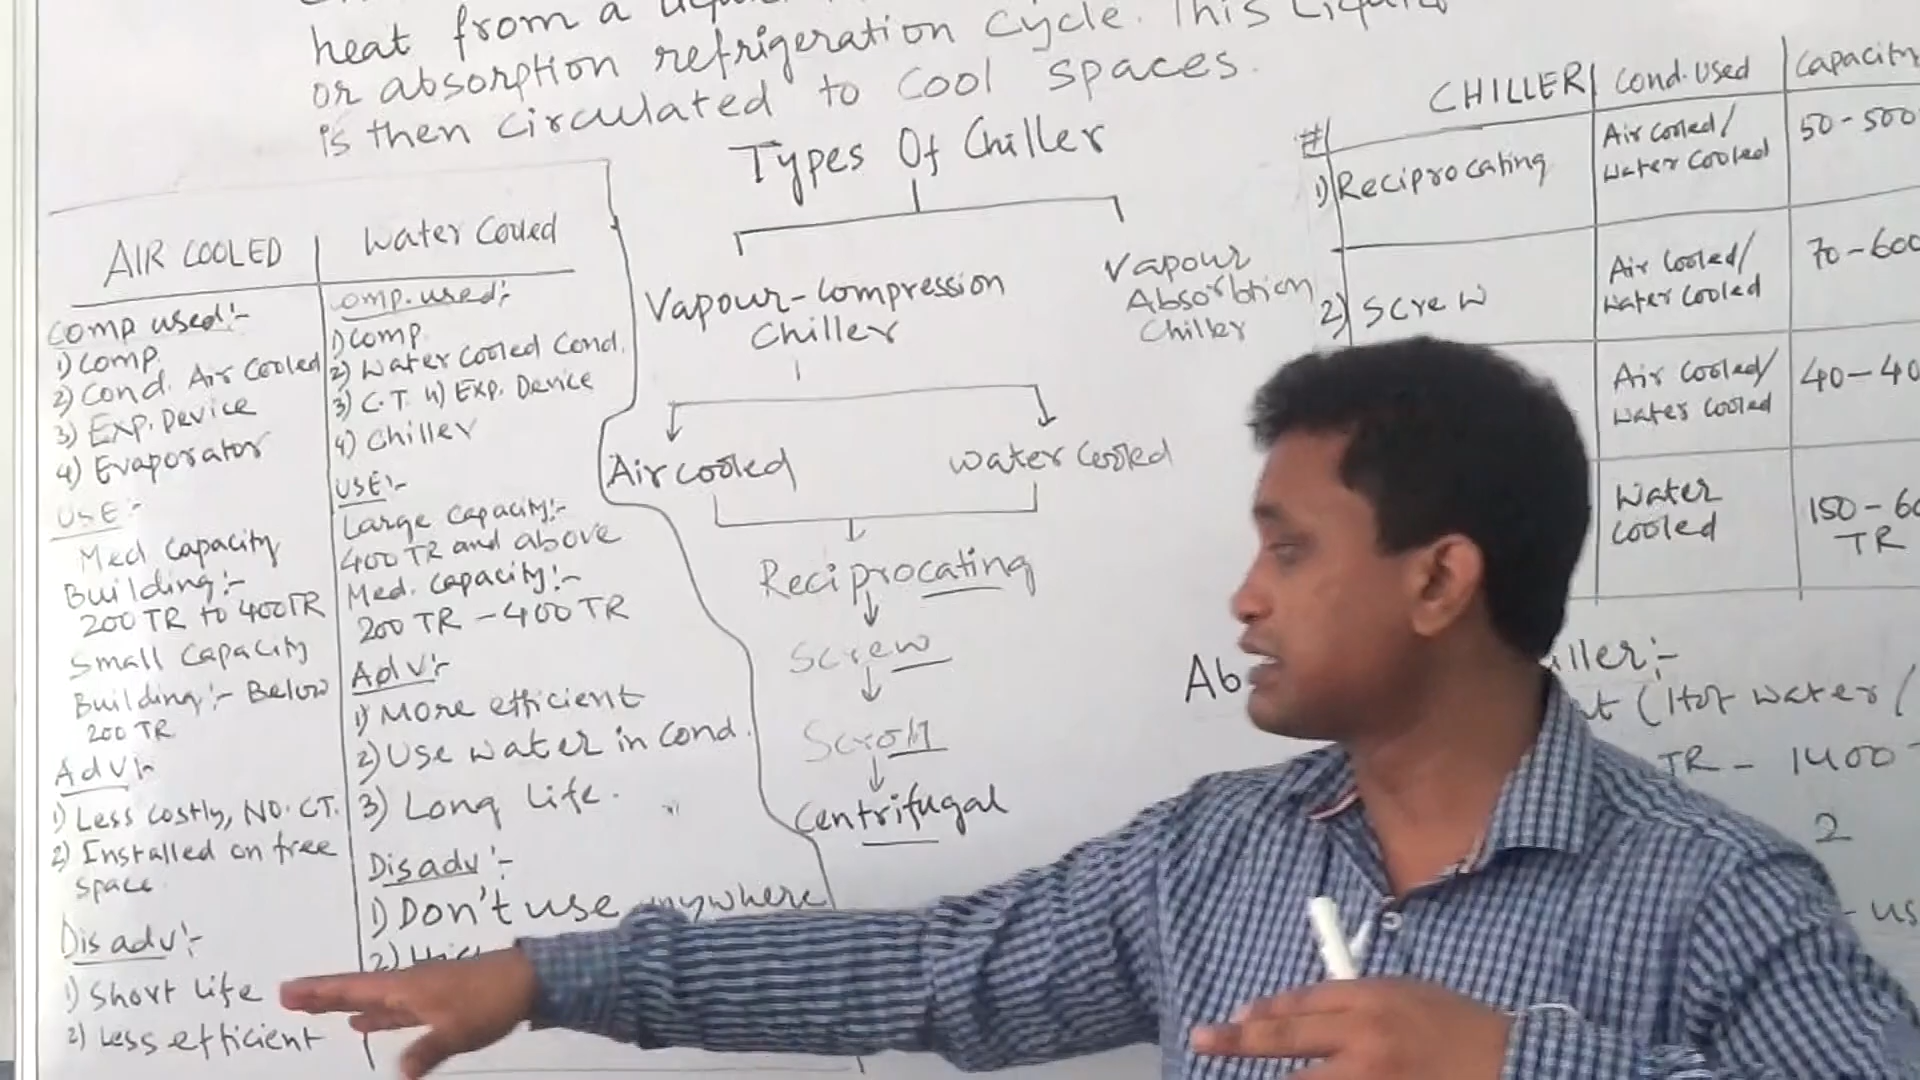 heat from a
or absorption refrigeration cycle. This Liquid
is then circulated to cool spaces.
Types Of Chiller
Vapour-Compression
Chiller
Vapour
Absorbtion
Chiller
Air cooled
water cooled
Reciprocating
Screw
Scroll
Centrifugal
AIR COOLED
Comp used:-
1) Comp.
2) Cond. Air Cooled
3) Exp. Device
4) Evaporator
USE:-
Med Capacity
Building:-
200 TR to 400TR
Small Capacity
Building:- Below
200 TR
Adv:-
1) Less costly, NO. CT.
2) Installed on free
space
Disadv:-
1) Short life
2) Less efficient
Water Cooled
omp. used:-
1) Comp.
2) Water cooled Cond.
3) C.T. 4) Exp. Device
4) Chiller
USE:-
Large capacity:-
400 TR and above
Med. Capacity:-
200 TR - 400 TR
Adv:-
1) More efficient
2) Use water in Cond.
3) Long life.
Disadv:-
1) Don't use anywhere
2)
# CHILLER Cond. Used Capacity
1) Reciprocating Air cooled/ 50-500
Water Cooled
2) Screw Air Cooled/ 70-600
Water Cooled
Air Cooled/ 40-40
Water Cooled
Water 150-60
Cooled TR
Ab iller:-
(Hot water/
TR - 1400
2
- us